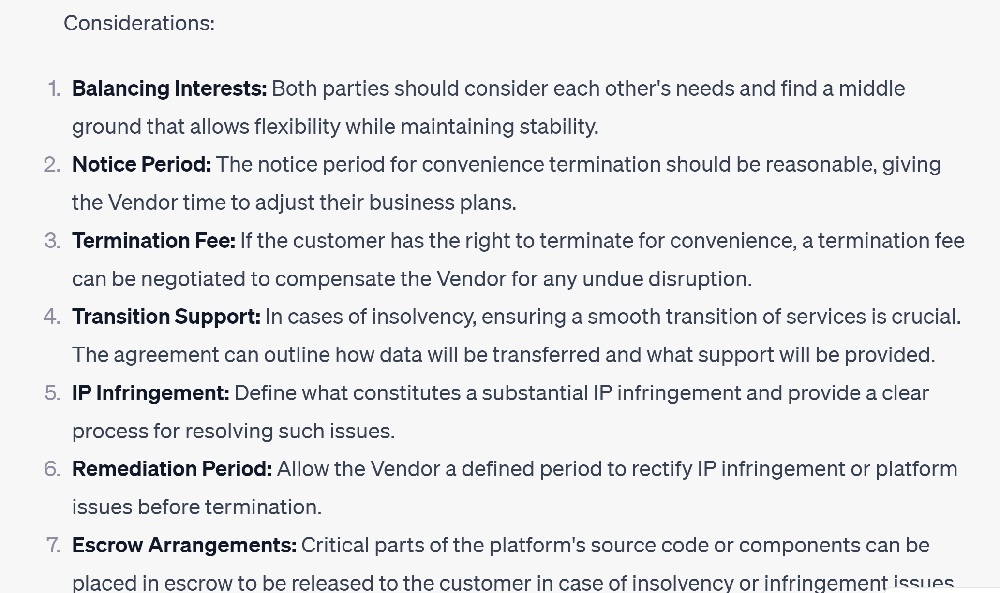 Considerations:
1. Balancing Interests: Both parties should consider each other's needs and find a middle
ground that allows flexibility while maintaining stability.
2. Notice Period: The notice period for convenience termination should be reasonable, giving
the Vendor time to adjust their business plans.
3. Termination Fee: If the customer has the right to terminate for convenience, a termination fee
can be negotiated to compensate the Vendor for any undue disruption.
4. Transition Support: In cases of insolvency, ensuring a smooth transition of services is crucial.
The agreement can outline how data will be transferred and what support will be provided.
5. IP Infringement: Define what constitutes a substantial IP infringement and provide a clear
process for resolving such issues.
6. Remediation Period: Allow the Vendor a defined period to rectify IP infringement or platform
issues before termination.
7. Escrow Arrangements: Critical parts of the platform's source code or components can be
placed in escrow to be released to the customer in case of insolvency or infringement issues